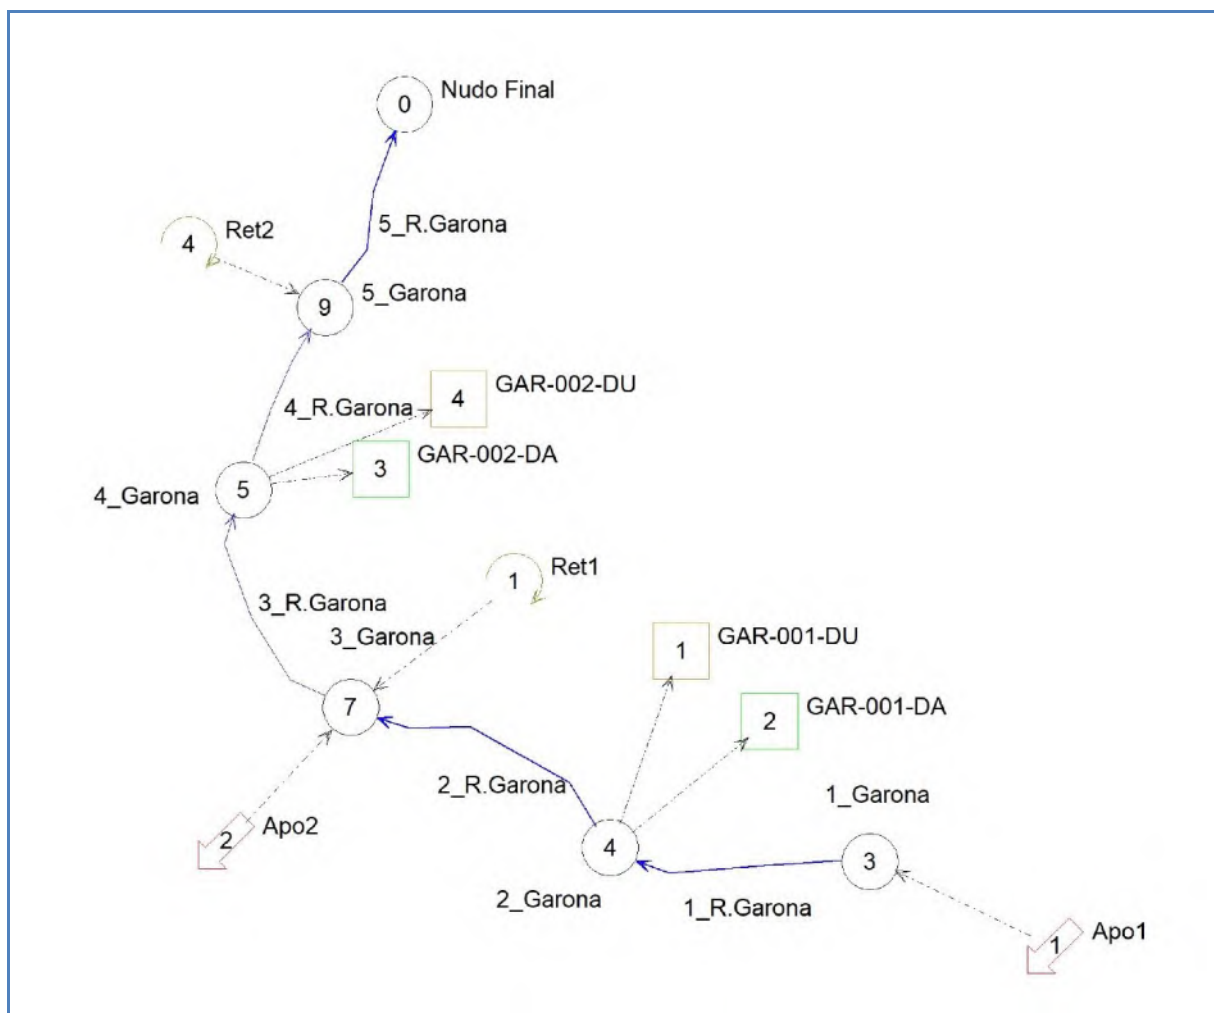 0 Nudo Final
4 Ret2
5_R.Garona
9 5_Garona
4 GAR-002-DU
4_R.Garona
3 GAR-002-DA
5
4_Garona
1 Ret1
3_R.Garona
3_Garona
1 GAR-001-DU
2 GAR-001-DA
7
2_R.Garona
1_Garona
2 Apo2
4
3
2_Garona
1_R.Garona
1 Apo1